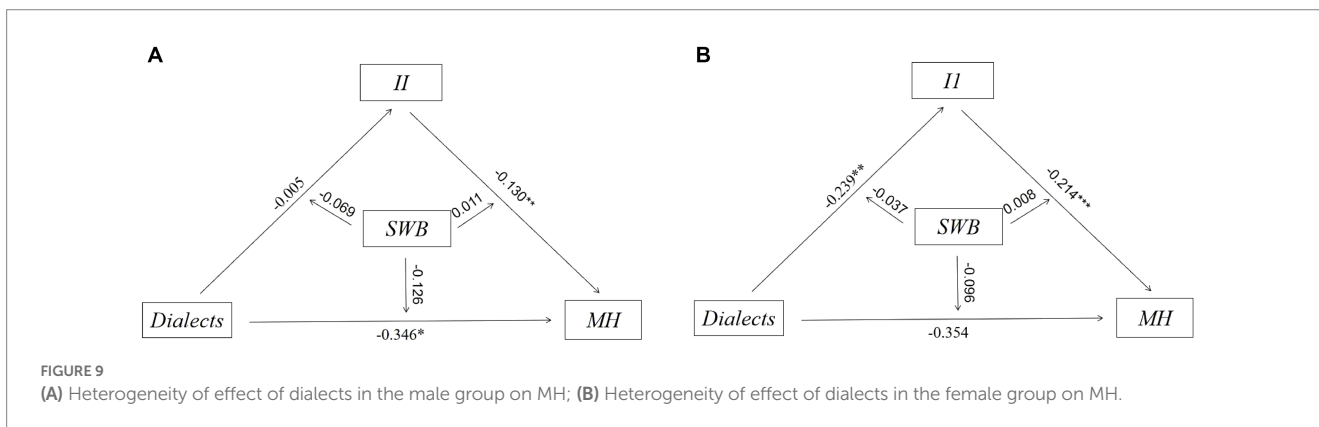 A
II
-0.005
-0.069
0.011
-0.130**
SWB
-0.126
Dialects
-0.346*
MH
B
I1
-0.239**
-0.037
0.008
-0.214***
SWB
-0.096
Dialects
-0.354
MH
FIGURE 9
(A) Heterogeneity of effect of dialects in the male group on MH; (B) Heterogeneity of effect of dialects in the female group on MH.